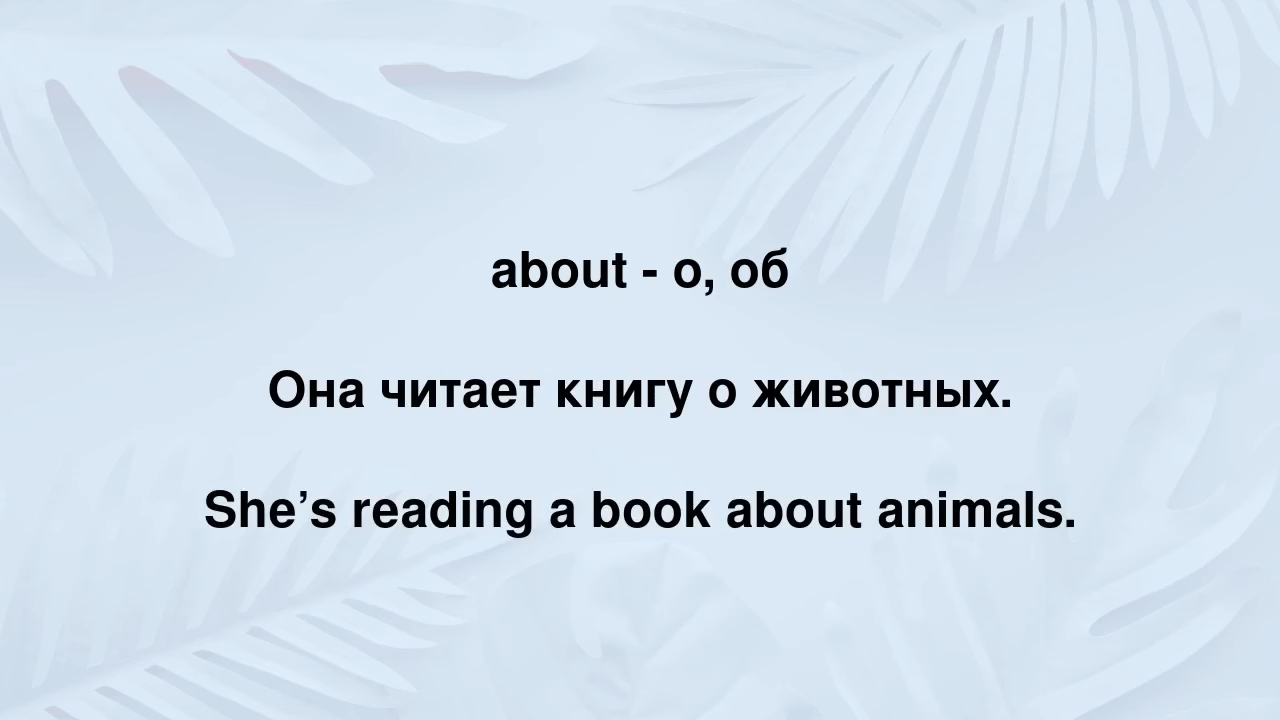 about - о, об
Она читает книгу о животных.
She’s reading a book about animals.